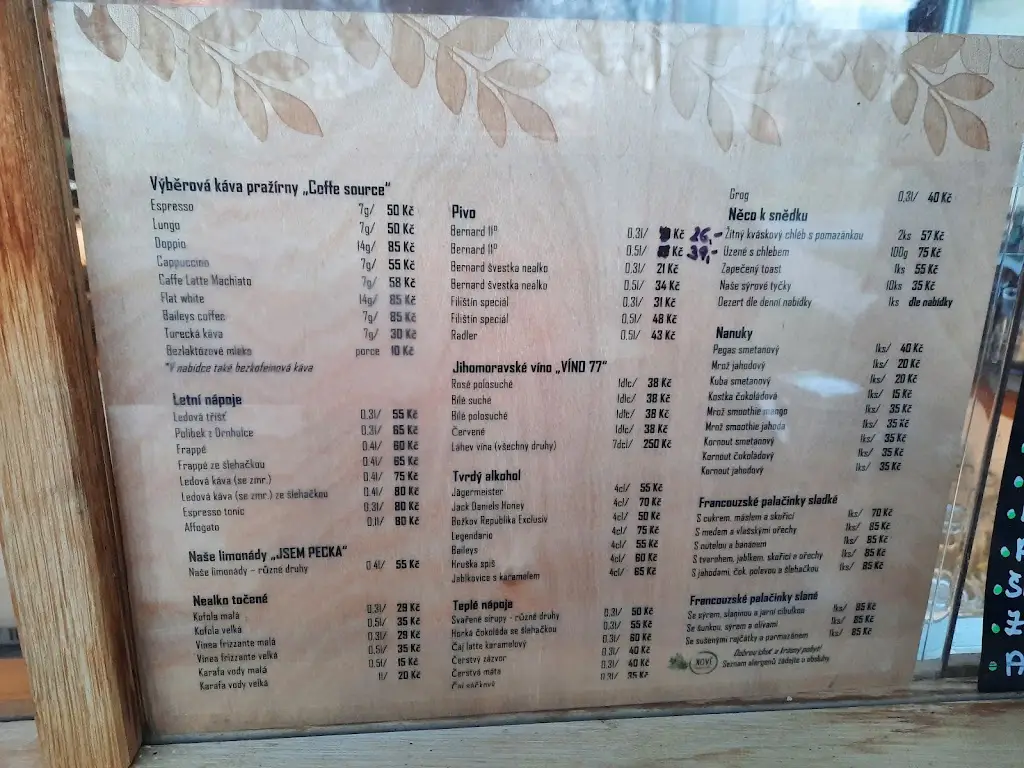 Výběrová káva pražírny „Coffe source“
Espresso 7g/ 50 Kč
Lungo 7g/ 50 Kč
Doppio 14g/ 85 Kč
Cappuccino 7g/ 55 Kč
Caffe Latte Machiato 7g/ 58 Kč
Flat white 14g/ 85 Kč
Baileys coffee 7g/ 85 Kč
Turecká káva 7g/ 30 Kč
Bezlaktózové mléko porce 10 Kč
*V nabídce také bezkofeinová káva
Letní nápoje
Ledová tříšť 0.3l/ 55 Kč
Polibek z Drnholce 0.3l/ 65 Kč
Frappé 0.4l/ 60 Kč
Frappé ze šlehačkou 0.4l/ 65 Kč
Ledová káva (se zmr.) 0.4l/ 75 Kč
Ledová káva (se zmr.) ze šlehačkou 0.4l/ 80 Kč
Espresso tonic 0.3l/ 80 Kč
Affogato 0.1l/ 80 Kč
Naše limonády „JSEM PECKA“
Naše limonády – různé druhy 0.4l/ 55 Kč
Nealko točené
Kofola malá 0.3l/ 29 Kč
Kofola velká 0.5l/ 35 Kč
Vinea frizzante malá 0.3l/ 29 Kč
Vinea frizzante velká 0.5l/ 35 Kč
Karafa vody malá 0.5l/ 15 Kč
Karafa vody velká 1l/ 20 Kč
Pivo
Bernard 11° 0.3l/ Kč 26,-
Bernard 11° 0.5l/ Kč 39,-
Bernard švestka nealko 0.3l/ 21 Kč
Bernard švestka nealko 0.5l/ 34 Kč
Filištín speciál 0.3l/ 31 Kč
Filištín speciál 0.5l/ 48 Kč
Radler 0.5l/ 43 Kč
Jihomoravské víno „VÍNO 77“
Rosé polosuché 1dlc/ 38 Kč
Bílé suché 1dlc/ 38 Kč
Bílé polosuché 1dlc/ 38 Kč
Červené 1dlc/ 38 Kč
Láhev vína (všechny druhy) 7dcl/ 250 Kč
Tvrdý alkohol
Jägermeister 4cl/ 55 Kč
Jack Daniels Honey 4cl/ 70 Kč
Božkov Republika Exclusiv 4cl/ 50 Kč
Legendario 4cl/ 75 Kč
Baileys 4cl/ 55 Kč
Hruška spiš 4cl/ 60 Kč
Jablkovice s karamelem 4cl/ 65 Kč
Teplé nápoje
Svařené sirupy - různé druhy 0.3l/ 50 Kč
Horká čokoláda se šlehačkou 0.3l/ 55 Kč
Čaj latte karamelový 0.3l/ 60 Kč
Čerstvý zázvor 0.3l/ 40 Kč
Čerstvá máta 0.3l/ 40 Kč
Čaj sáčkový 0.3l/ 35 Kč
Grog 0,3l/ 40 Kč
Něco k snědku
Žitný kváskový chléb s pomazánkou 2ks 57 Kč
Uzené s chlebem 100g 75 Kč
Zapečený toast 1ks 55 Kč
Naše sýrové tyčky 10ks 35 Kč
Dezert dle denní nabídky 1ks dle nabídky
Nanuky
Pegas smetanový 1ks/ 40 Kč
Mrož jahodový 1ks/ 20 Kč
Kuba smetanový 1ks/ 20 Kč
Kostka čokoládová 1ks/ 15 Kč
Mrož smoothie mango 1ks/ 35 Kč
Mrož smoothie jahoda 1ks/ 35 Kč
Kornout smetanový 1ks/ 35 Kč
Kornout čokoládový 1ks/ 35 Kč
Kornout jahodový 1ks/ 35 Kč
Francouzské palačinky sladké
S cukrem, máslem a skořicí 1ks/ 70 Kč
S medem a vlašskými ořechy 1ks/ 85 Kč
S nutelou a banánem 1ks/ 85 Kč
S tvarohem, jablkem, skořicí a ořechy 1ks/ 85 Kč
S jahodami, čok. polevou a šlehačkou 1ks/ 85 Kč
Francouzské palačinky slané
Se sýrem, slaninou a jarní cibulkou 1ks/ 85 Kč
Se šunkou, sýrem a olivami 1ks/ 85 Kč
Se sušenými rajčátky a parmazánem 1ks/ 85 Kč
Dobrou chuť a krásný pobyt!
Seznam alergenů žádejte u obsluhy